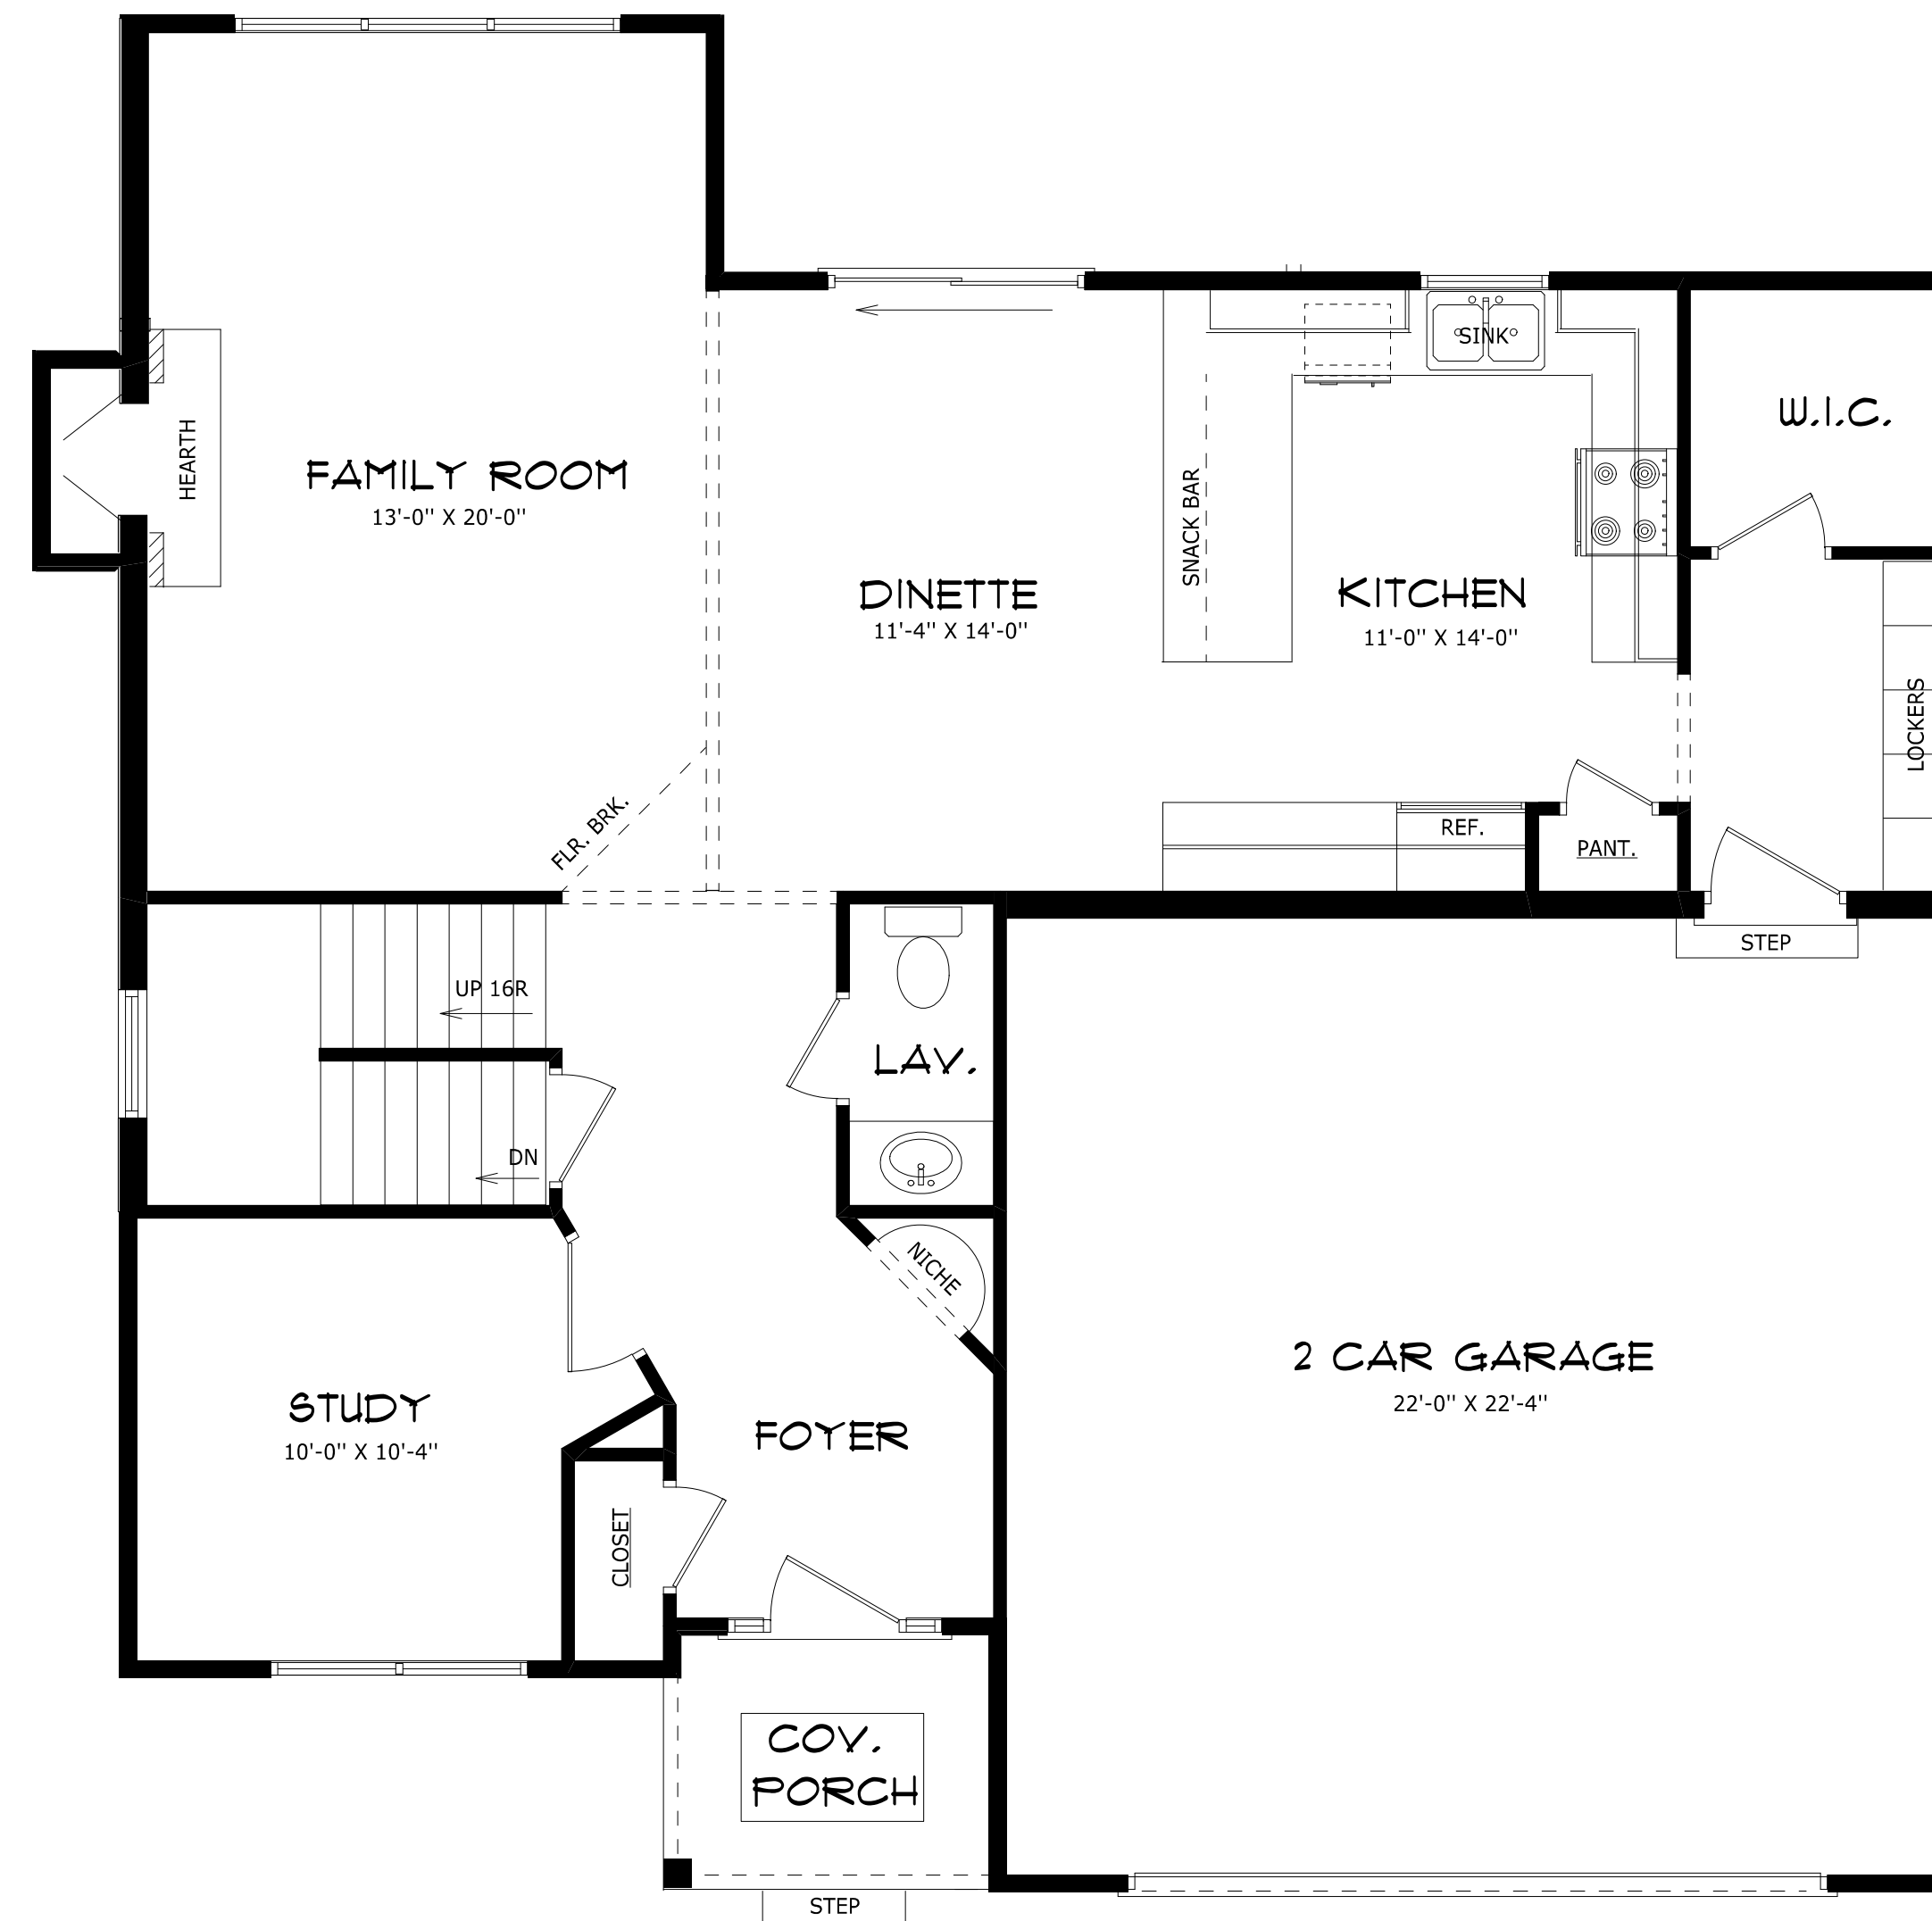 SINK
W.I.C.
HEARTH
FAMILY ROOM
13'-0" X 20'-0"
SNACK BAR
DINETTE
11'-4" X 14'-0"
KITCHEN
11'-0" X 14'-0"
LOCKERS
FLR. BRK.
REF.
PANT.
STEP
UP 16R
LAV.
DN
NICHE
2 CAR GARAGE
22'-0" X 22'-4"
STUDY
10'-0" X 10'-4"
FOYER
CLOSET
COV.
PORCH
STEP